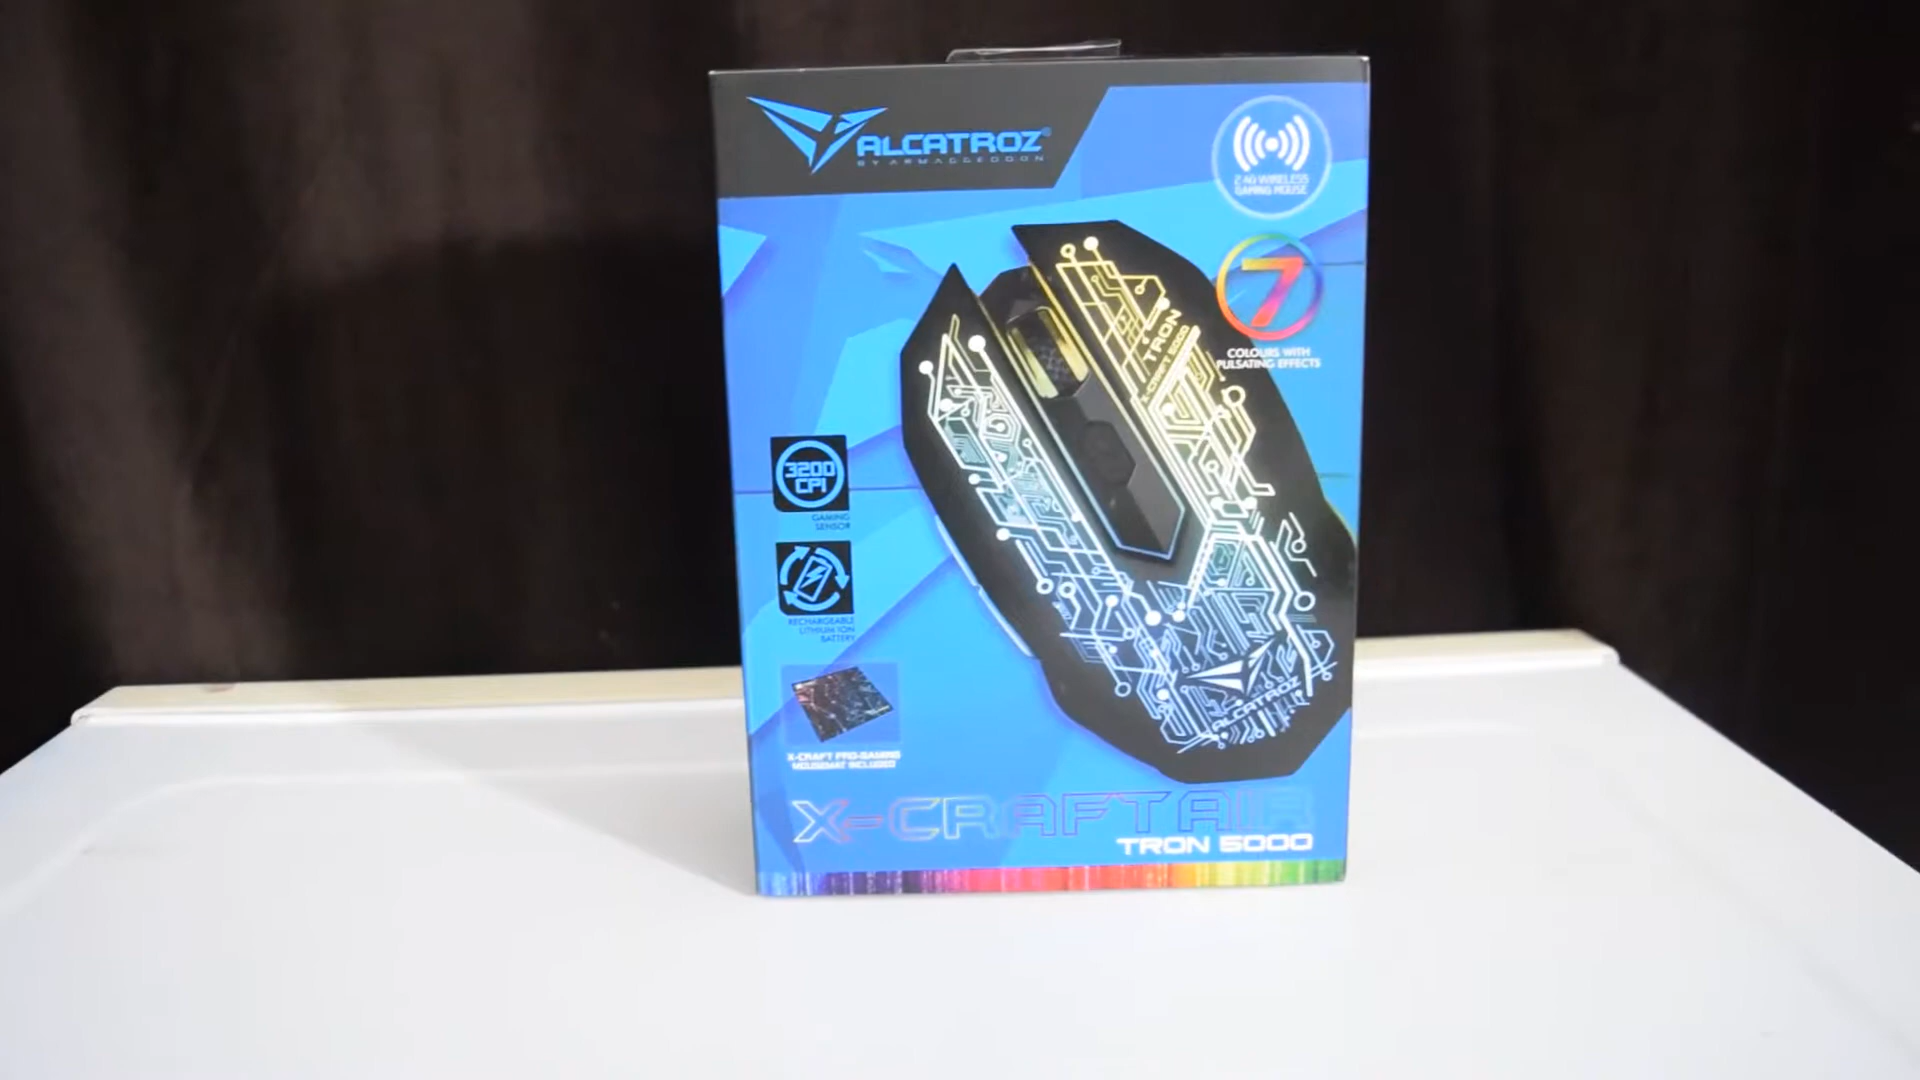 ALCATROZ®
BY ARMAGGEDDON
2.4G WIRELESS
GAMING MOUSE
7
COLOURS WITH
PULSATING EFFECTS
TRON
X-CRAFT 5000
3200
CPI
GAMING
SENSOR
RECHARGEABLE
LITHIUM ION
BATTERY
ALCATROZ
X-CRAFT PRO-GAMING
MOUSEMAT INCLUDED
X-CRAFT AIR
TRON 5000